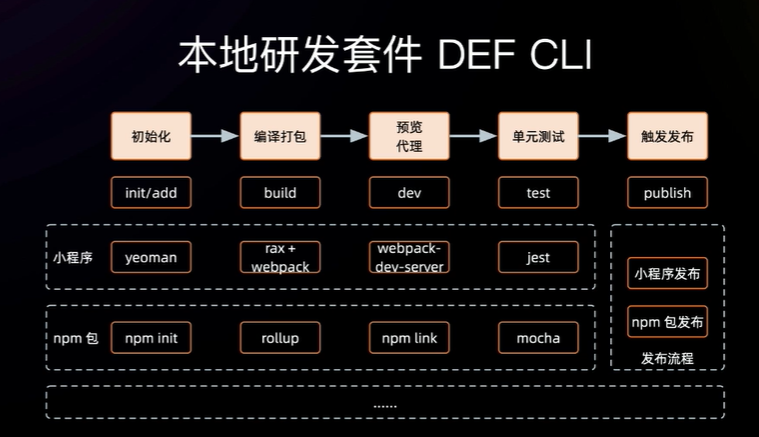 本地研发套件 DEF CLI
初始化
编译打包
预览
代理
单元测试
触发发布
init/add
build
dev
test
publish
小程序
yeoman
rax +
webpack
webpack-
dev-server
jest
npm 包
npm init
rollup
npm link
mocha
小程序发布
npm 包发布
发布流程
......